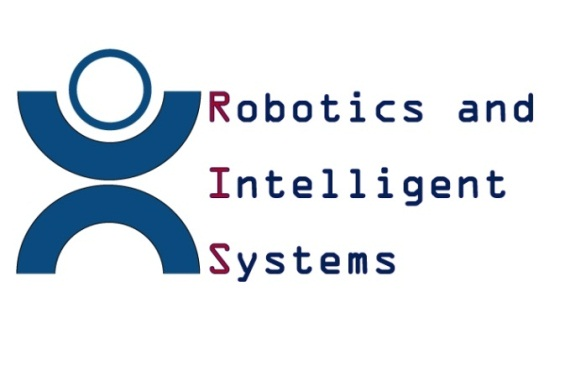 Robotics and
Intelligent
Systems